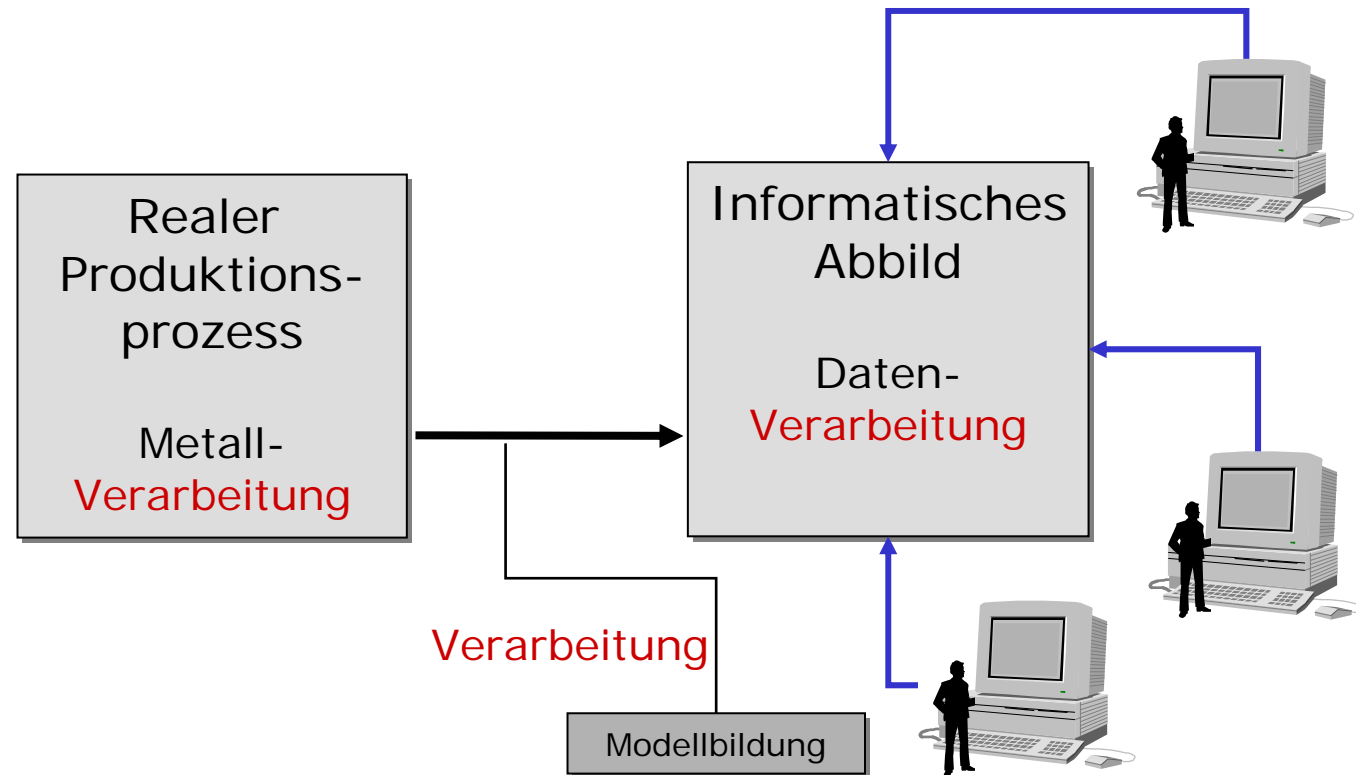 Realer
Produktions-
prozess
Metall-
Verarbeitung
Informatisches
Abbild
Daten-
Verarbeitung
Verarbeitung
Modellbildung